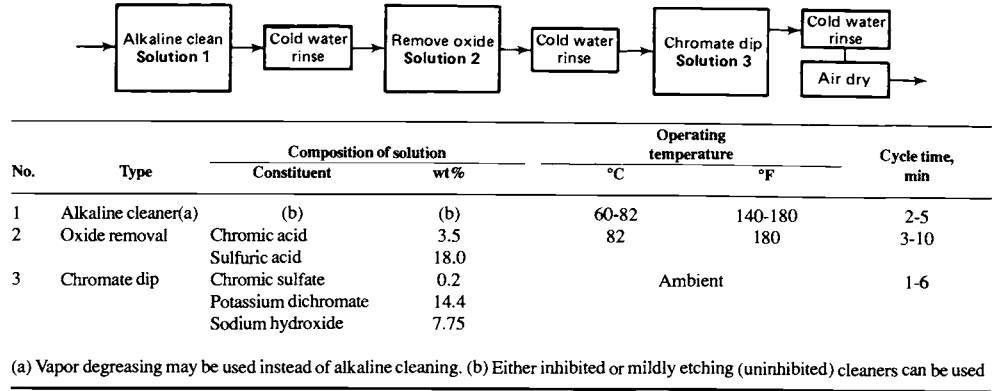 Alkaline clean
Solution 1
Cold water
rinse
Remove oxide
Solution 2
Cold water
rinse
Chromate dip
Solution 3
Cold water
rinse
Air dry
Operating
Composition of solution temperature Cycle time,
No. Type Constituent wt% °C °F min
1 Alkaline cleaner(a) (b) (b) 60-82 140-180 2-5
2 Oxide removal Chromic acid 3.5 82 180 3-10
Sulfuric acid 18.0
3 Chromate dip Chromic sulfate 0.2 Ambient 1-6
Potassium dichromate 14.4
Sodium hydroxide 7.75
(a) Vapor degreasing may be used instead of alkaline cleaning. (b) Either inhibited or mildly etching (uninhibited) cleaners can be used